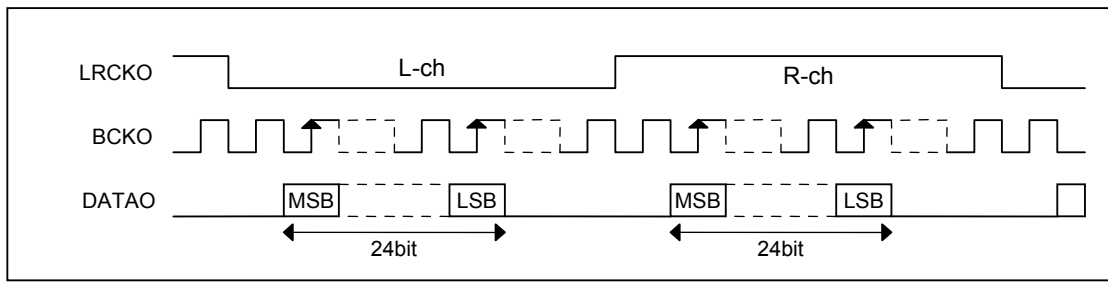 LRCKO L-ch R-ch
BCKO
DATAO MSB LSB MSB LSB
24bit 24bit